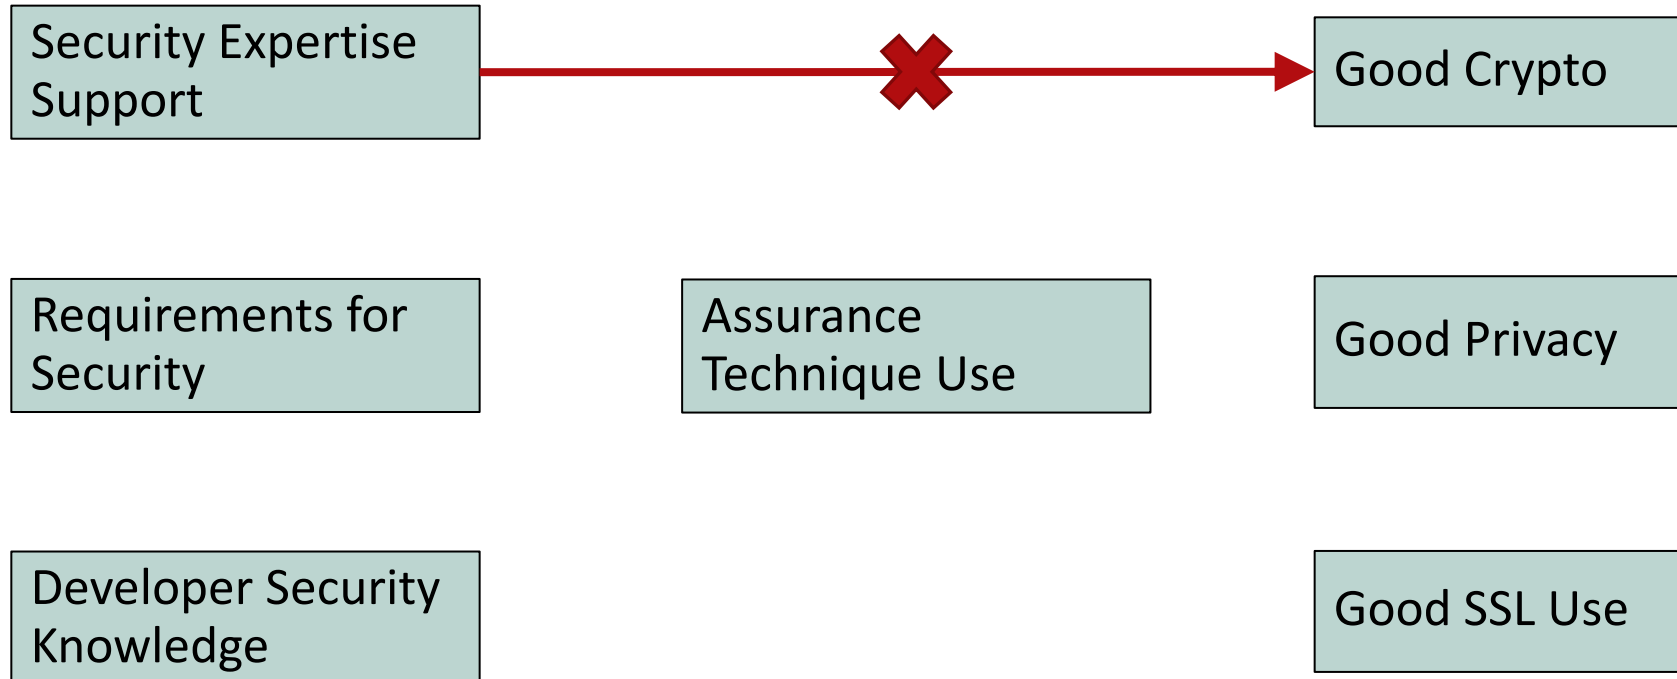 Security Expertise
Support
Good Crypto
Requirements for
Security
Assurance
Technique Use
Good Privacy
Developer Security
Knowledge
Good SSL Use